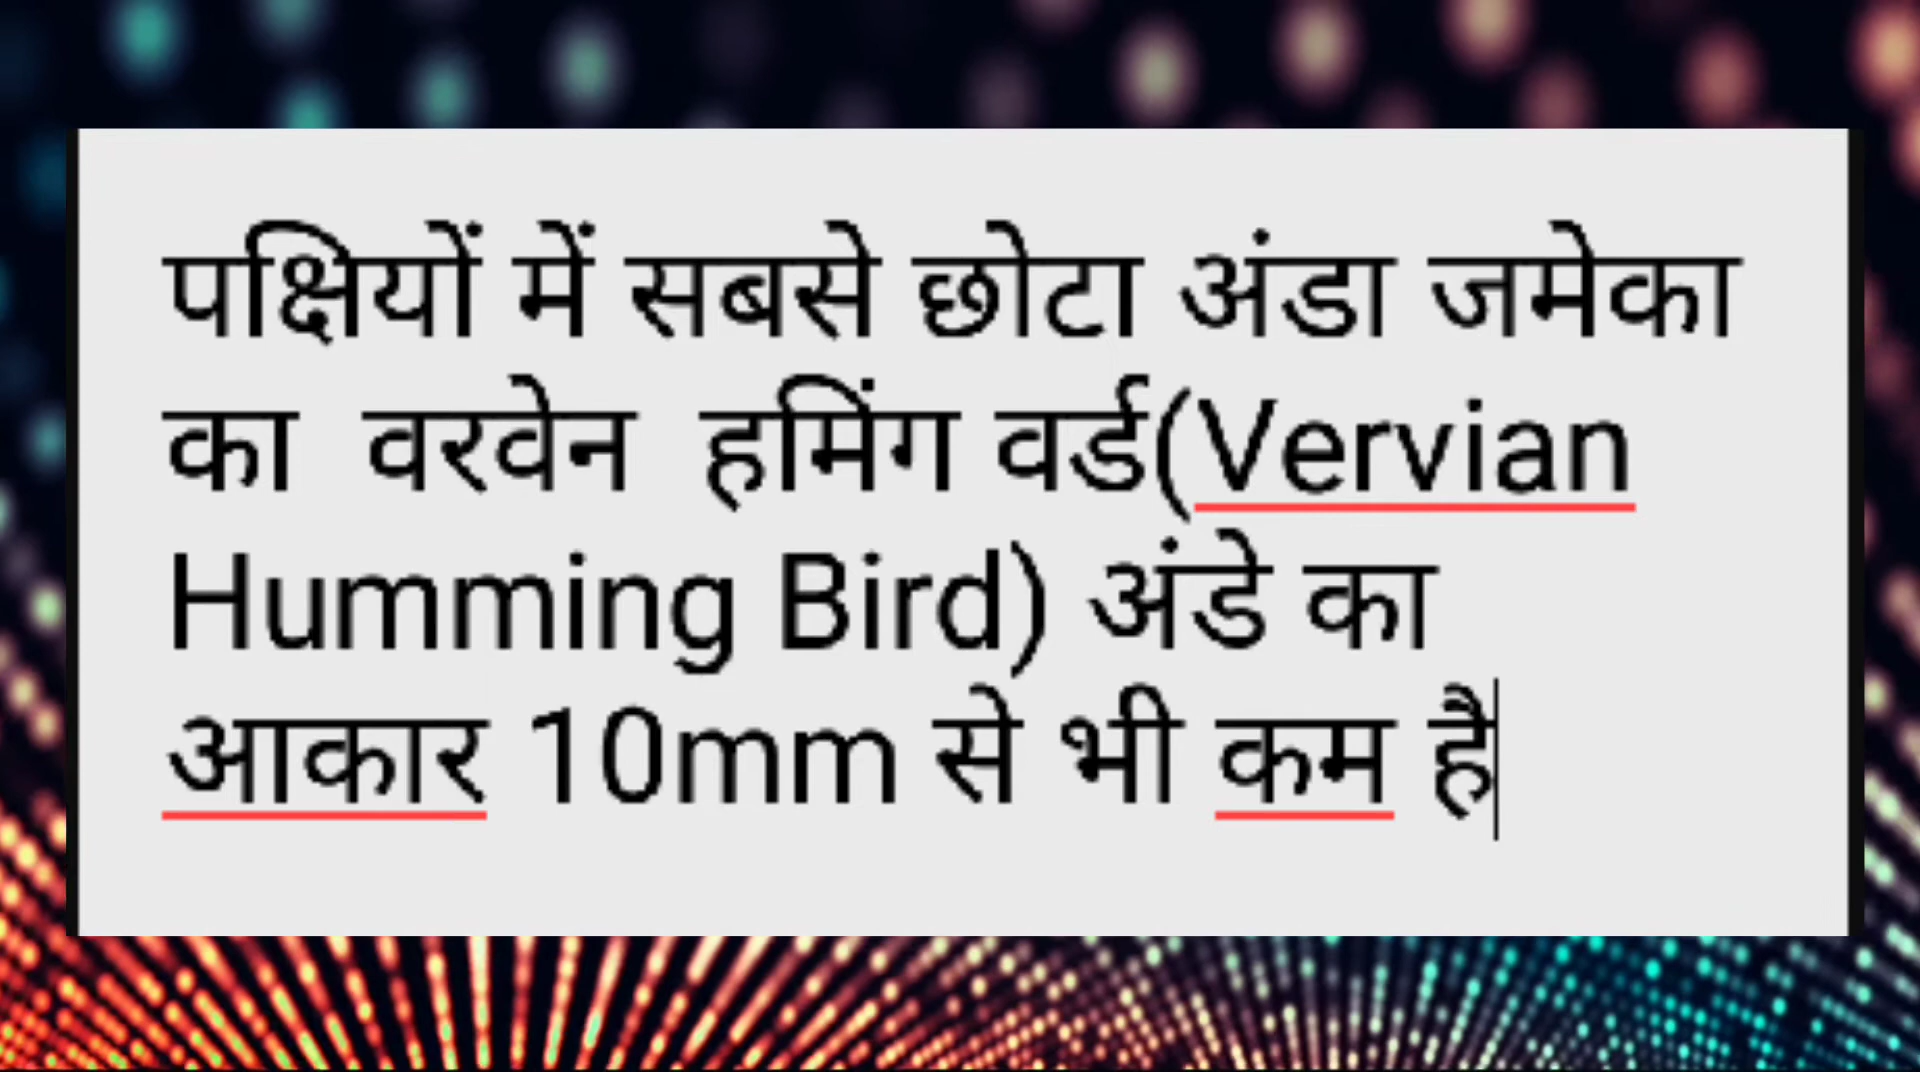 पक्षियों में सबसे छोटा अंडा जमेका
का वरवेन हमिंग वर्ड(Vervian
Humming Bird) अंडे का
आकार 10mm से भी कम है